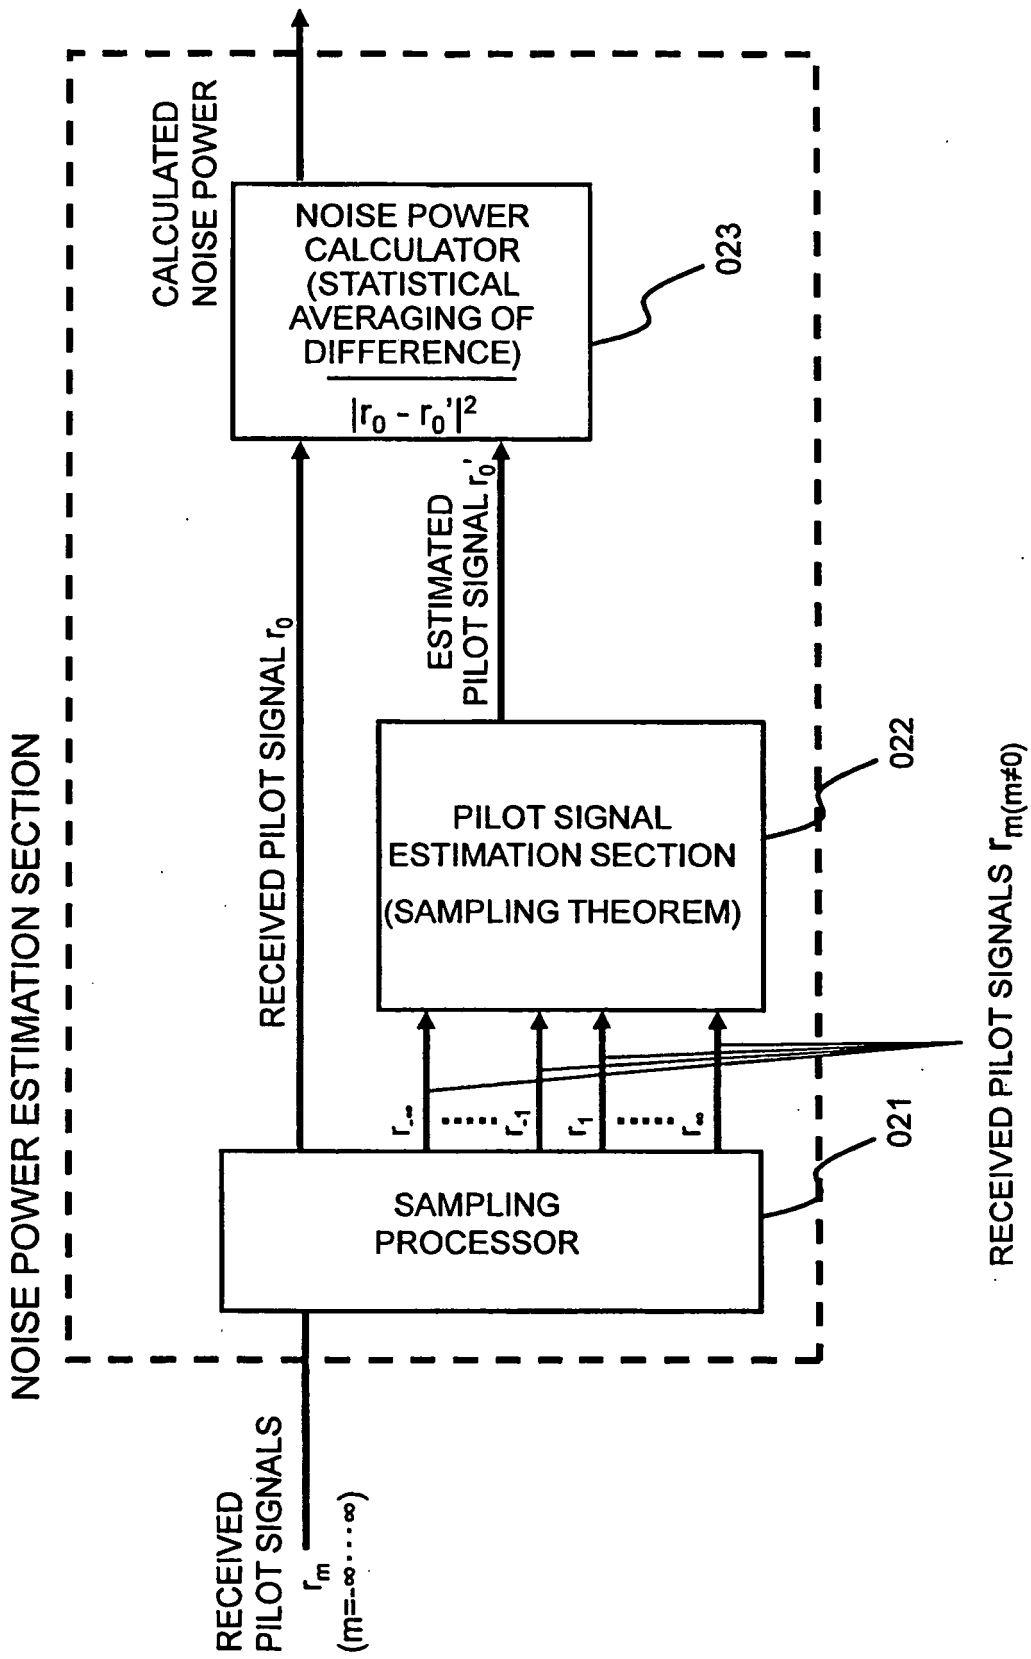 NOISE POWER ESTIMATION SECTION
RECEIVED
PILOT SIGNALS
rm
(m=-∞···∞)
SAMPLING
PROCESSOR
021
RECEIVED PILOT SIGNAL r0
r-∞
......
r-1
r1
......
r∞
RECEIVED PILOT SIGNALS rm(m≠0)
PILOT SIGNAL
ESTIMATION SECTION
(SAMPLING THEOREM)
022
ESTIMATED
PILOT SIGNAL r0'
NOISE POWER
CALCULATOR
(STATISTICAL
AVERAGING OF
DIFFERENCE)
|r0 - r0'|²
023
CALCULATED
NOISE POWER